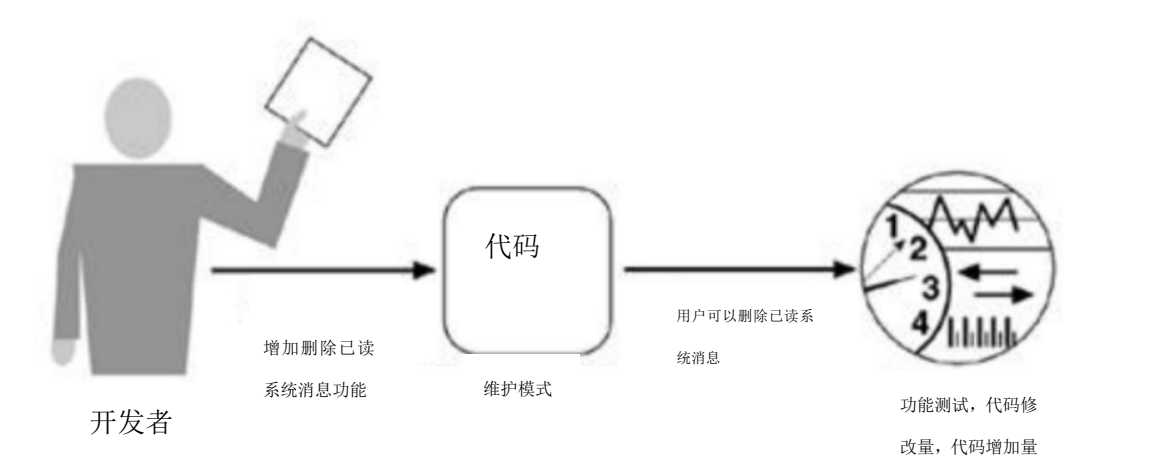 代码
1
2
3
4
用户可以删除已读系
统消息
增加删除已读
系统消息功能
维护模式
开发者
功能测试，代码修
改量，代码增加量